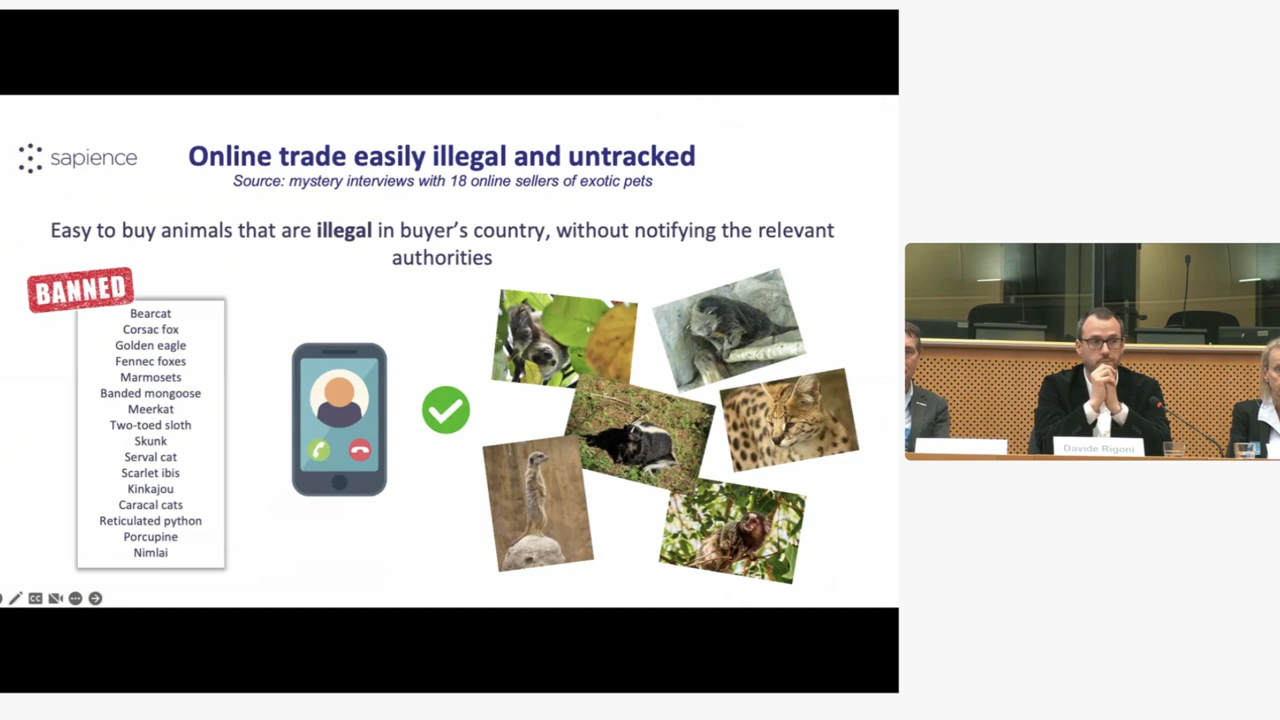 sapience
Online trade easily illegal and untracked
Source: mystery interviews with 18 online sellers of exotic pets
Easy to buy animals that are illegal in buyer's country, without notifying the relevant
authorities
BANNED
Bearcat
Corsac fox
Golden eagle
Fennec foxes
Marmosets
Banded mongoose
Meerkat
Two-toed sloth
Skunk
Serval cat
Scarlet ibis
Kinkajou
Caracal cats
Reticulated python
Porcupine
Nimlai
CC
Davide Rigoni